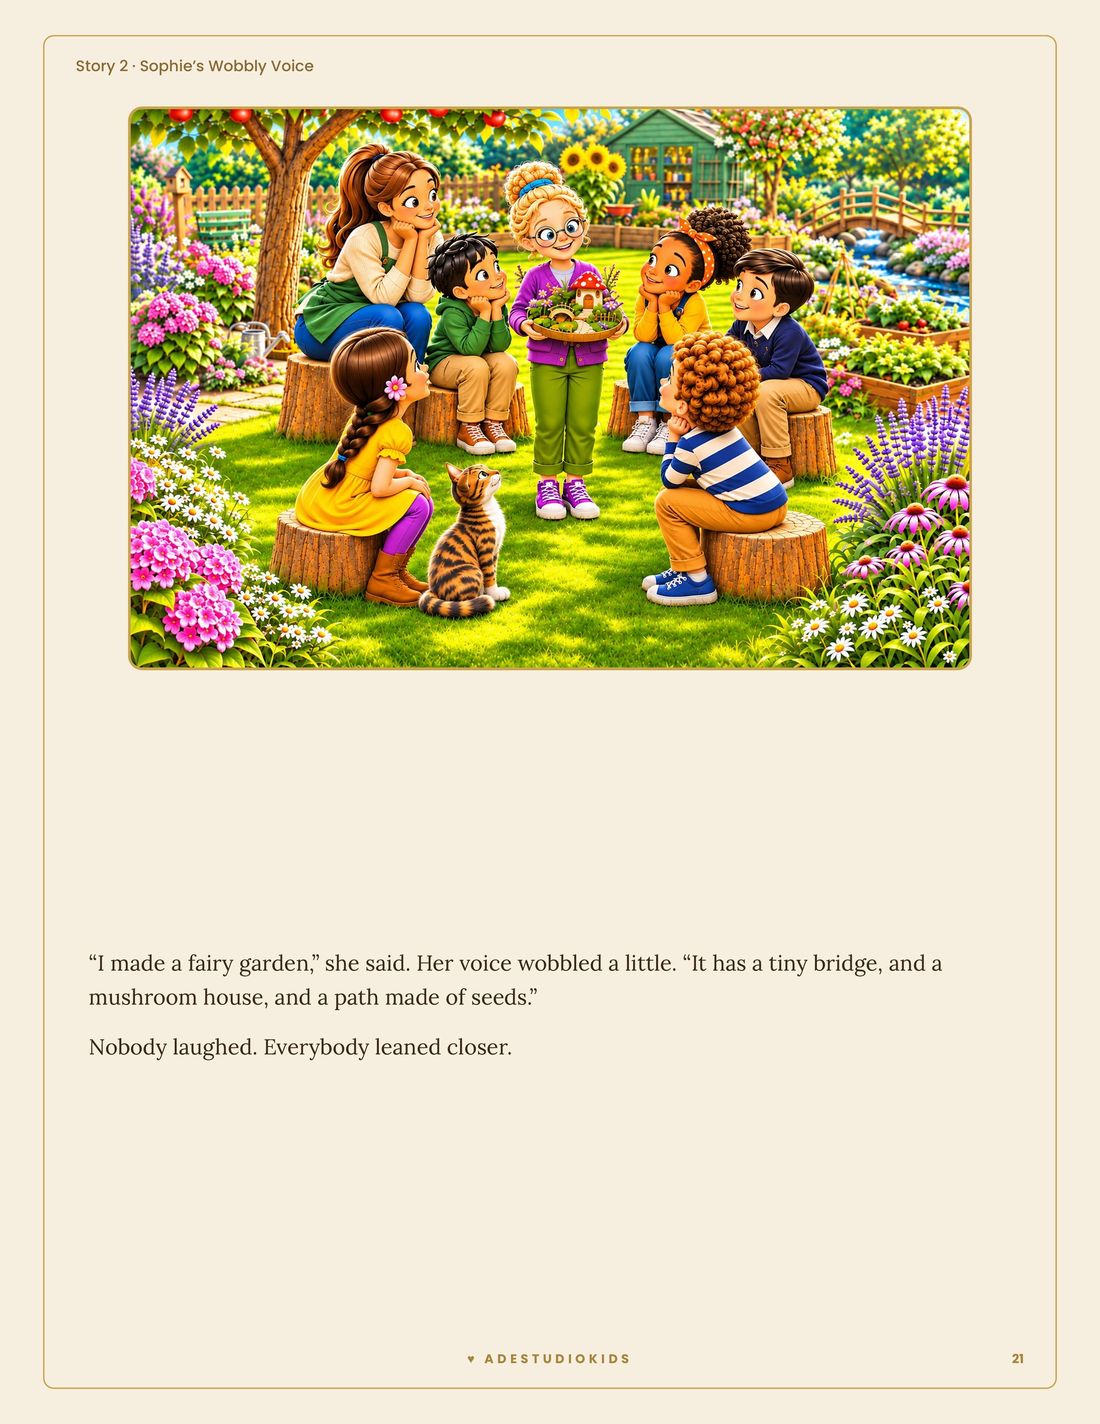 Story 2 · Sophie’s Wobbly Voice
“I made a fairy garden,” she said. Her voice wobbled a little. “It has a tiny bridge, and a
mushroom house, and a path made of seeds.”
Nobody laughed. Everybody leaned closer.
♥ ADESTUDIOKIDS
21